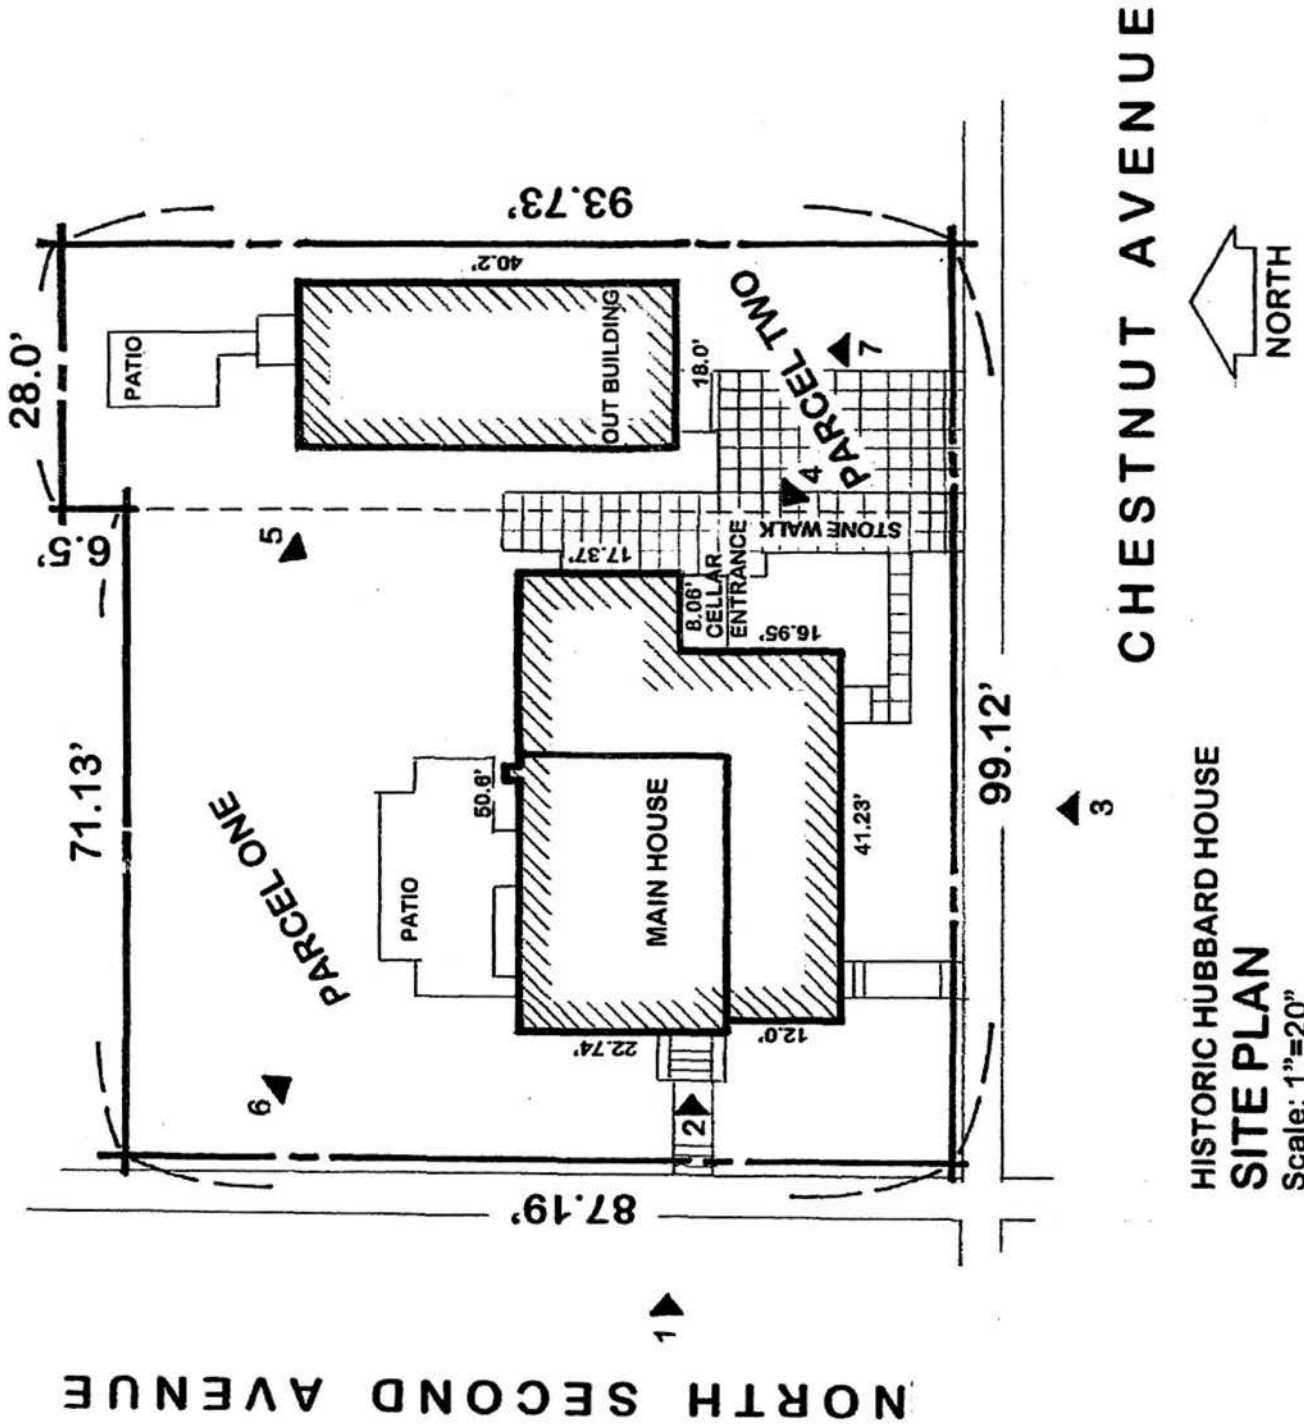 28.0'
6.5'
71.13'
93.73'
PATIO
40.2'
OUT BUILDING
18.0'
PARCEL TWO
7
4
5
17.37'
STONE WALK
8.06'
CELLAR
ENTRANCE
16.95'
PARCEL ONE
PATIO
50.6'
MAIN HOUSE
41.23'
22.74'
12.0'
6
2
87.19'
99.12'
3
1
NORTH SECOND AVENUE
CHESTNUT AVENUE
NORTH
HISTORIC HUBBARD HOUSE
SITE PLAN
Scale: 1"=20"